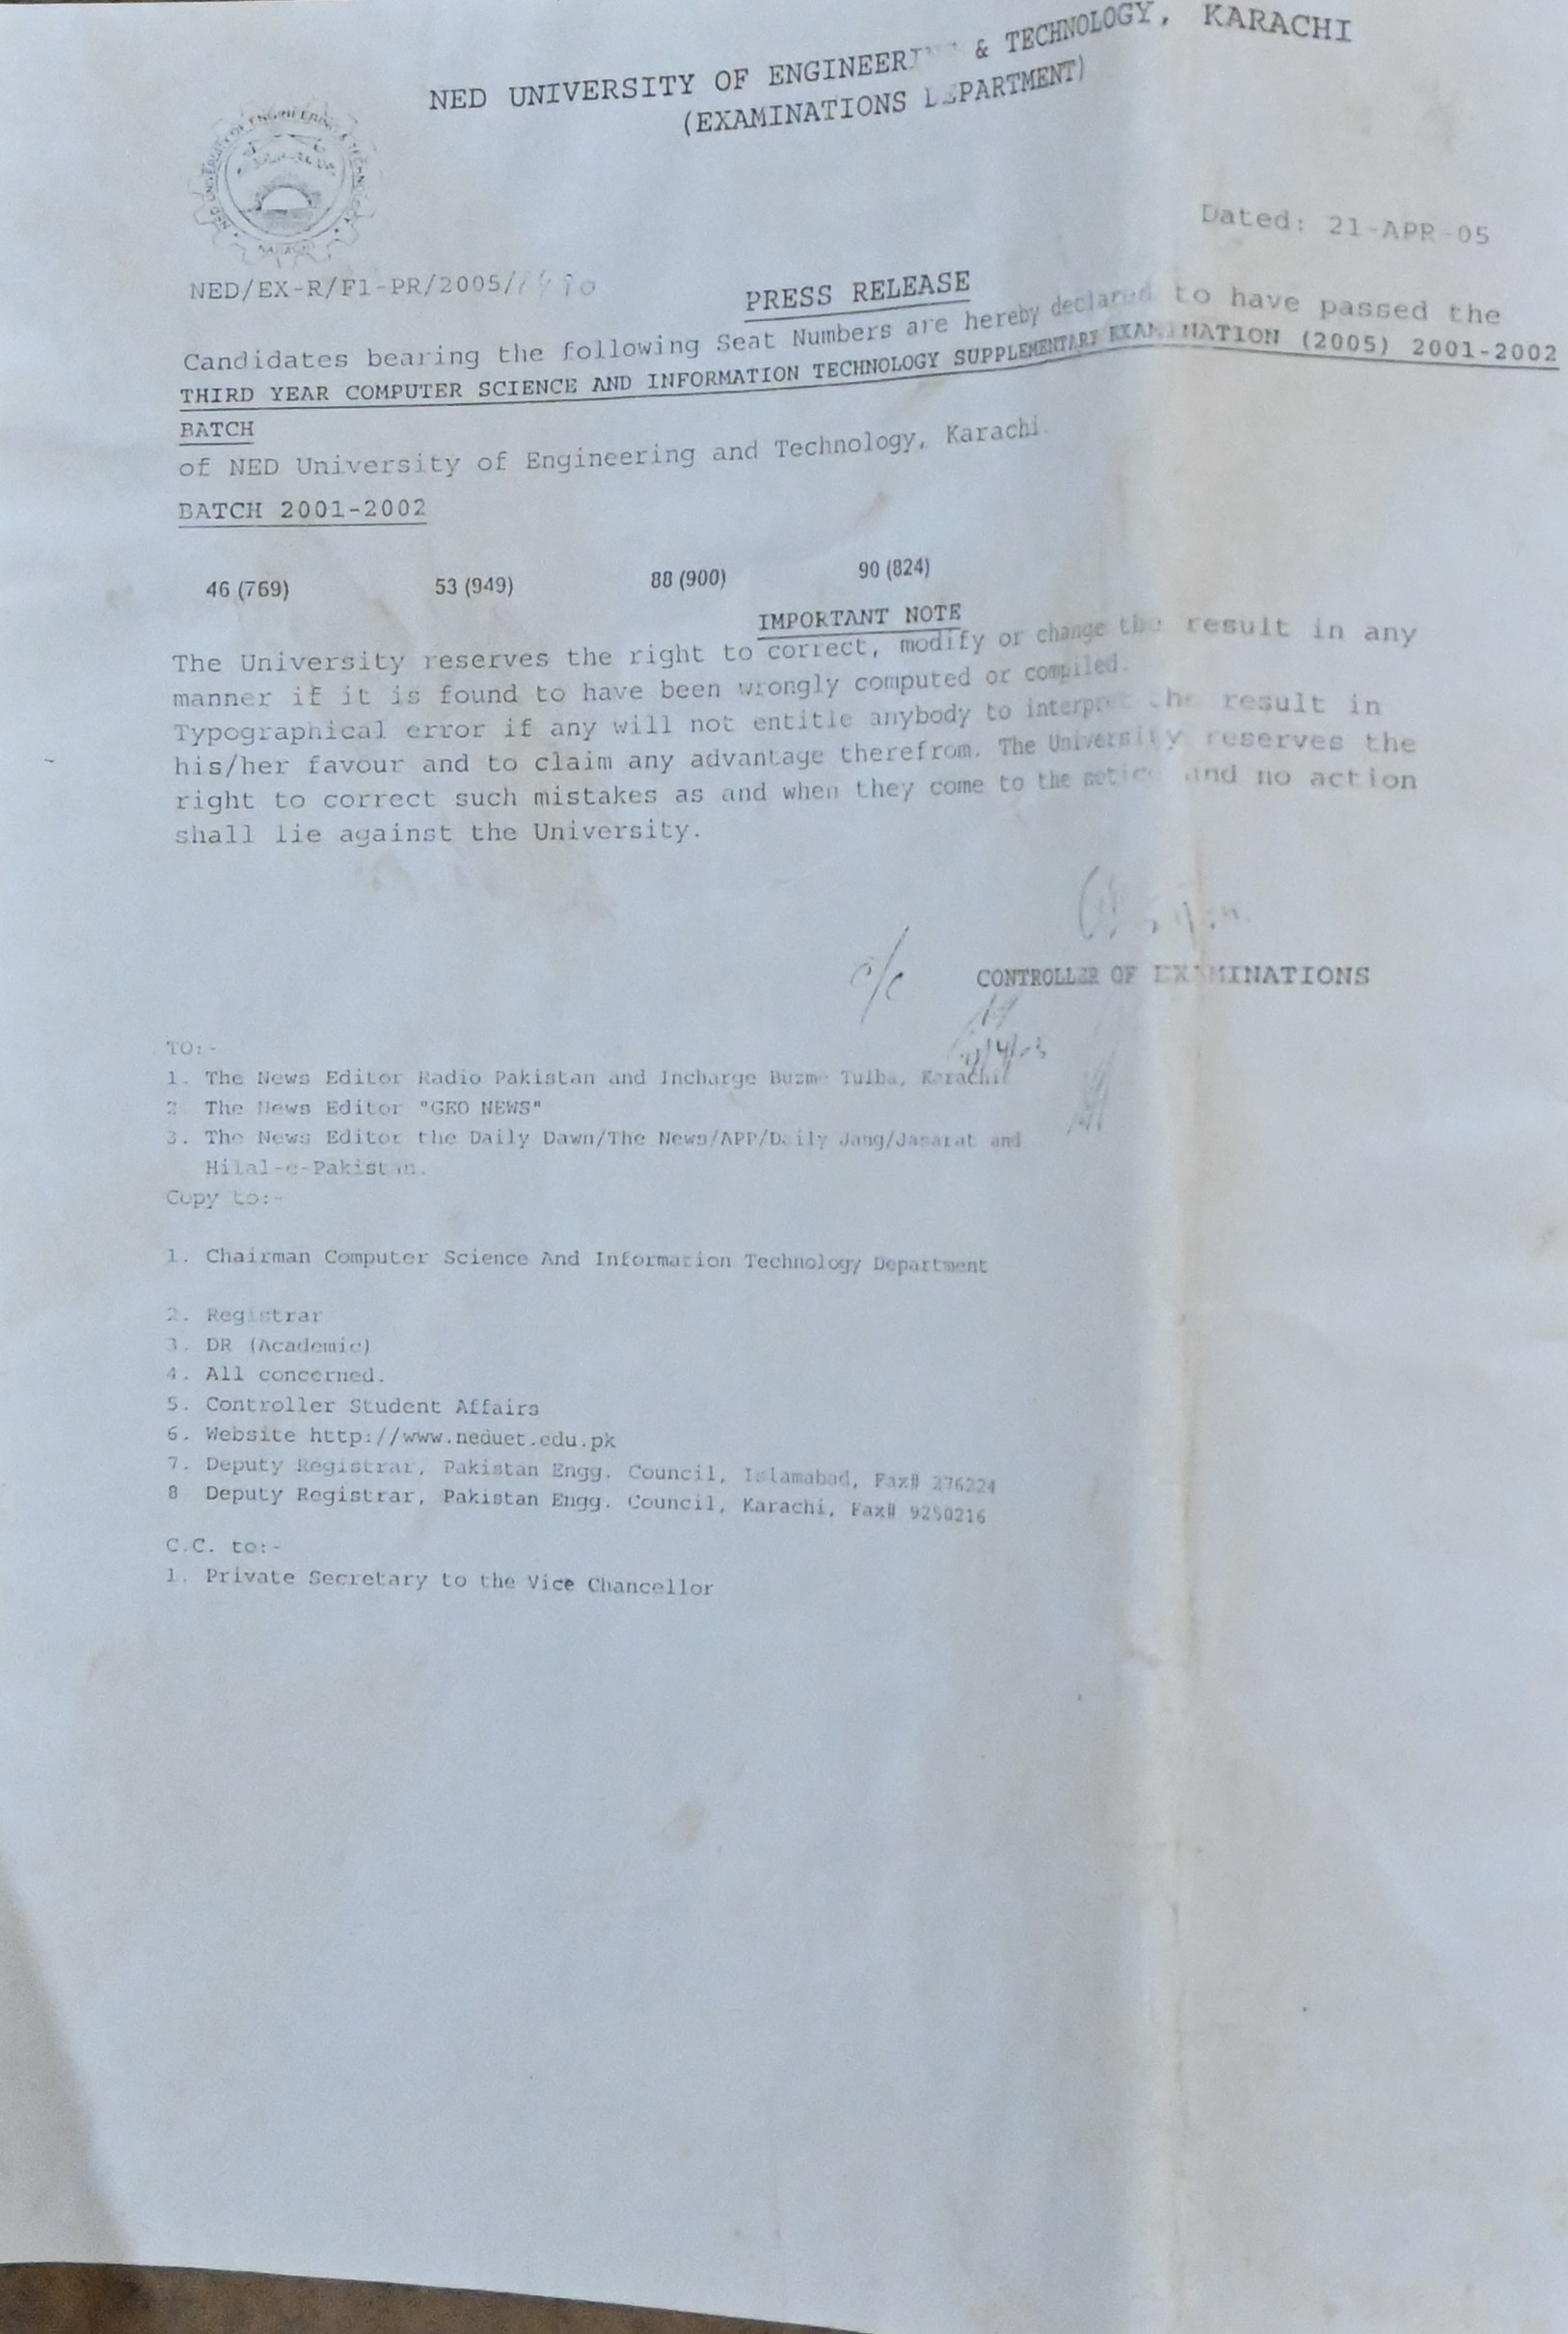 NED UNIVERSITY OF ENGINEERING & TECHNOLOGY, KARACHI
(EXAMINATIONS DEPARTMENT)
NED UNIVERSITY OF ENGINEERING & TECHNOLOGY
KARACHI
Dated: 21-APR-05
NED/EX-R/F1-PR/2005/
PRESS RELEASE
Candidates bearing the following Seat Numbers are hereby declared to have passed the
THIRD YEAR COMPUTER SCIENCE AND INFORMATION TECHNOLOGY SUPPLEMENTARY EXAMINATION (2005) 2001-2002
BATCH
of NED University of Engineering and Technology, Karachi.
BATCH 2001-2002
46 (769) 53 (949) 88 (900) 90 (824)
IMPORTANT NOTE
The University reserves the right to correct, modify or change the result in any
manner if it is found to have been wrongly computed or compiled.
Typographical error if any will not entitle anybody to interpret the result in
his/her favour and to claim any advantage therefrom. The University reserves the
right to correct such mistakes as and when they come to the notice and no action
shall lie against the University.
CONTROLLER OF EXAMINATIONS
TO:-
1. The News Editor Radio Pakistan and Incharge Buzme Tulba, Karachi
2 The News Editor "GEO NEWS"
3. The News Editor the Daily Dawn/The News/APP/Daily Jang/Jasarat and
Hilal-e-Pakistan.
Copy to:-
1. Chairman Computer Science And Information Technology Department
2. Registrar
3. DR (Academic)
4. All concerned.
5. Controller Student Affairs
6. Website http://www.neduet.edu.pk
7. Deputy Registrar, Pakistan Engg. Council, Islamabad, Fax# 276224
8 Deputy Registrar, Pakistan Engg. Council, Karachi, Fax# 9250216
C.C. to:-
1. Private Secretary to the Vice Chancellor